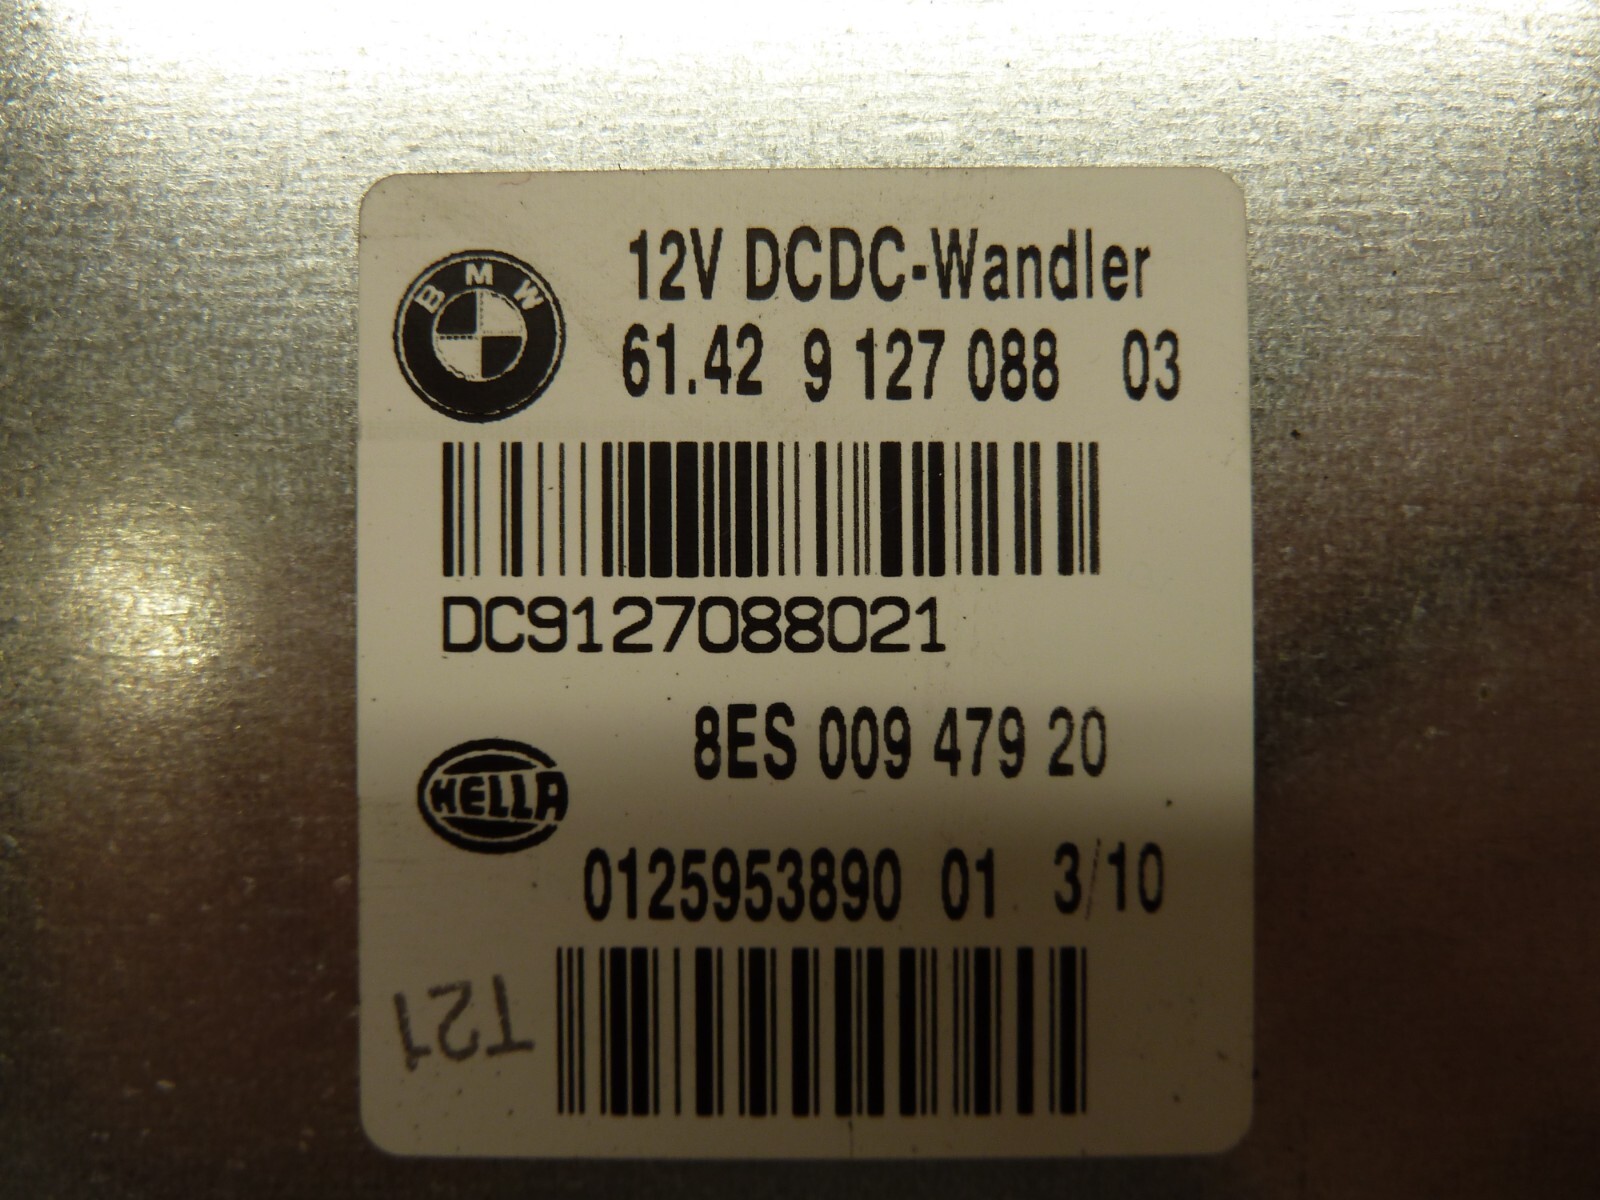 12V DCDC-Wandler
BMW
61.42 9 127 088 03
DC9127088021
8ES 009 479 20
HELLA
0125953890 01 3/10
T21